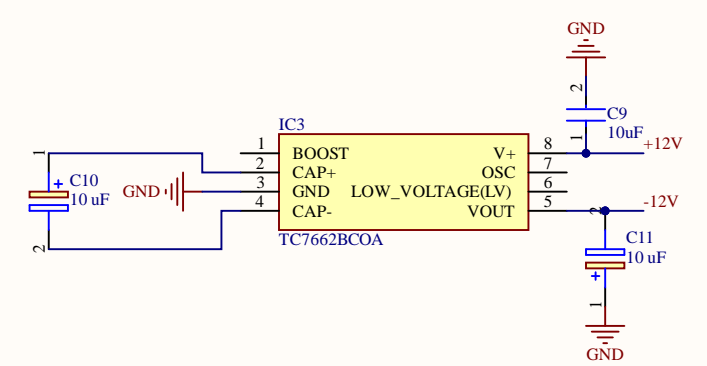 GND
IC3
C9
10uF
2
1
1 BOOST V+ 8 +12V
2 CAP+ OSC 7
3 GND LOW_VOLTAGE(LV) 6
4 CAP- VOUT 5 -12V
TC7662BCOA
1
C10
10 uF
2
GND
2
C11
10 uF
1
GND